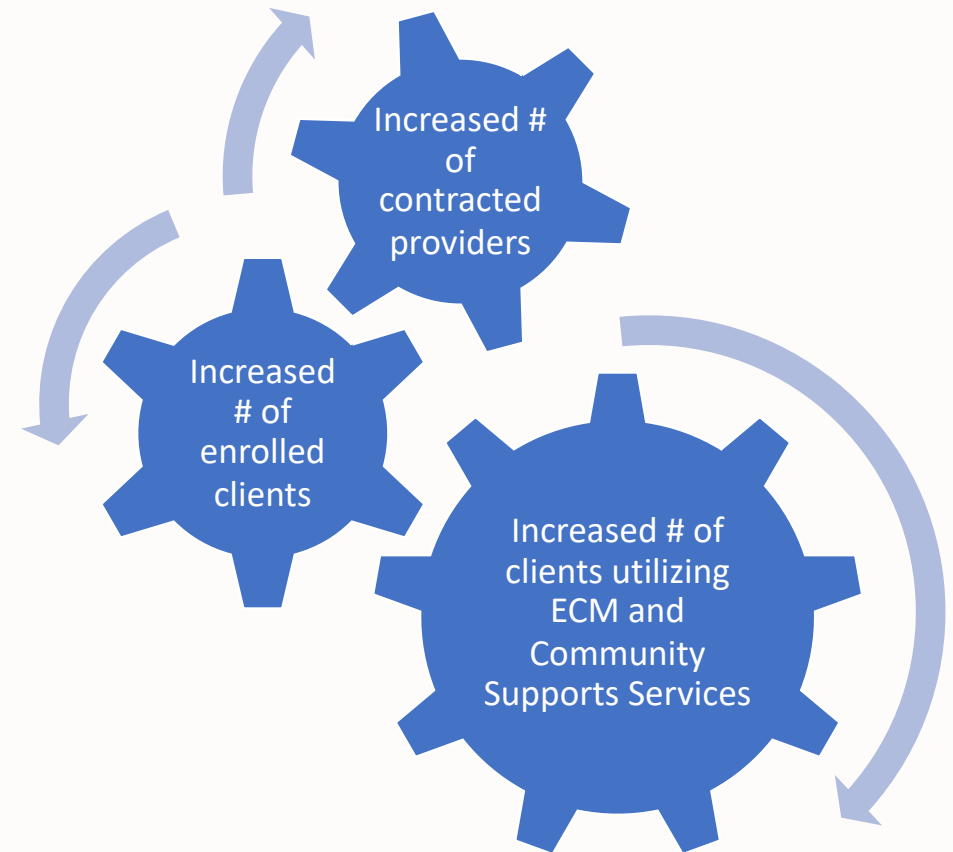 Increased #
of
contracted
providers
Increased
# of
enrolled
clients
Increased # of
clients utilizing
ECM and
Community
Supports Services